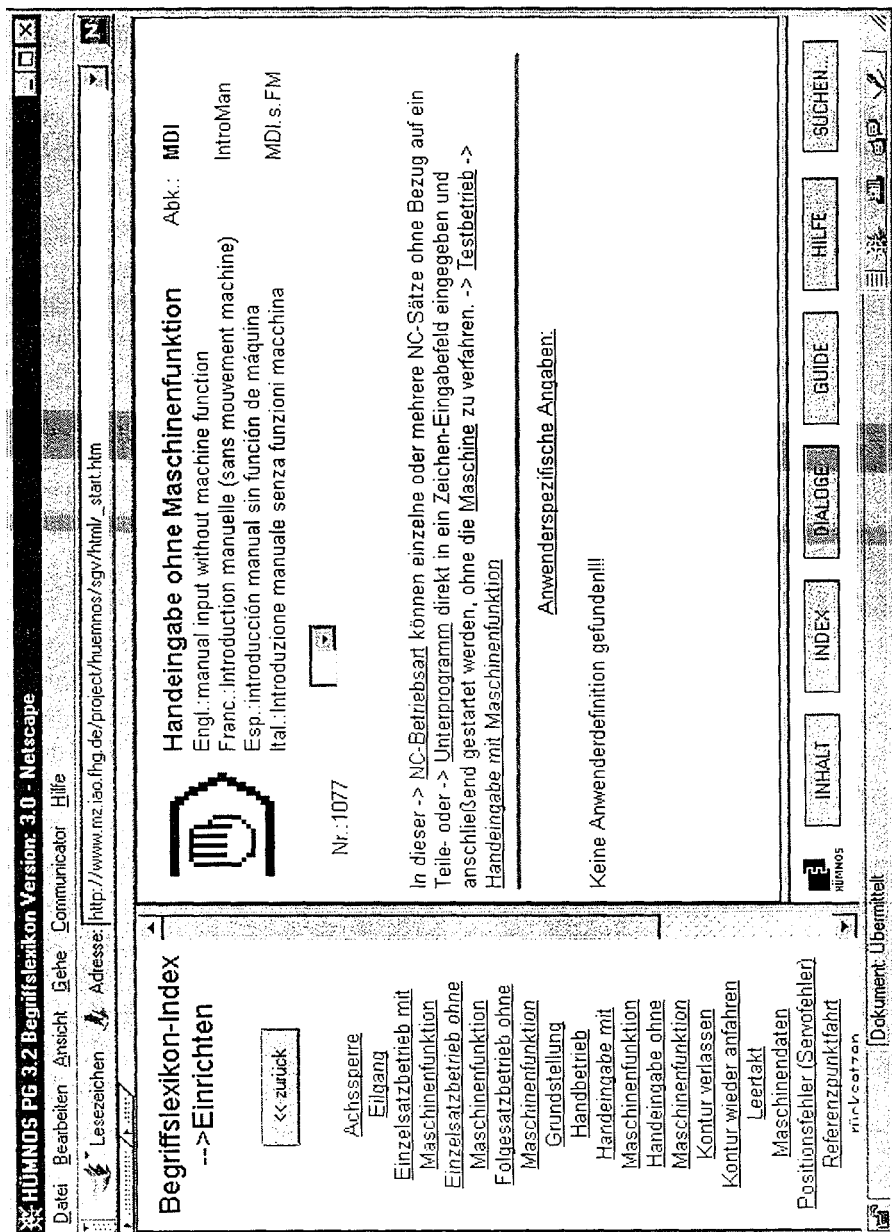 HÜMNOS PG 3.2 Begriffslexikon Version: 3.0 - Netscape
Datei Bearbeiten Ansicht Gehe Communicator Hilfe
Lesezeichen Adresse: http://www.mz.iao.fhg.de/project/huemnos/sgv/html/_start.htm
N
Begriffslexikon-Index
-->Einrichten
<<-zurück
Achssperre
Eilgang
Einzelsatzbetrieb mit
Maschinenfunktion
Einzelsatzbetrieb ohne
Maschinenfunktion
Folgesatzbetrieb ohne
Maschinenfunktion
Grundstellung
Handbetrieb
Handeingabe mit
Maschinenfunktion
Handeingabe ohne
Maschinenfunktion
Kontur verlassen
Kontur wieder anfahren
Leertakt
Maschinendaten
Positionsfehler (Servofehler)
Referenzpunktfahrt
rücksetzen
Handeingabe ohne Maschinenfunktion Abk.: MDI
Engl.:manual input without machine function
Franc.:Introduction manuelle (sans mouvement machine) IntroMan
Esp.:introducción manual sin función de máquina
Ital.:Introduzione manuale senza funzioni macchina MDI.s.FM
Nr.:1077
In dieser -> NC-Betriebsart können einzelne oder mehrere NC-Sätze ohne Bezug auf ein
Teile- oder -> Unterprogramm direkt in ein Zeichen-Eingabefeld eingegeben und
anschließend gestartet werden, ohne die Maschine zu verfahren. -> Testbetrieb ->
Handeingabe mit Maschinenfunktion
Anwenderspezifische Angaben:
Keine Anwenderdefinition gefunden!!!
HÜMNOS
INHALT INDEX DIALOGE GUIDE HILFE... SUCHEN...
Dokument: Übermittelt